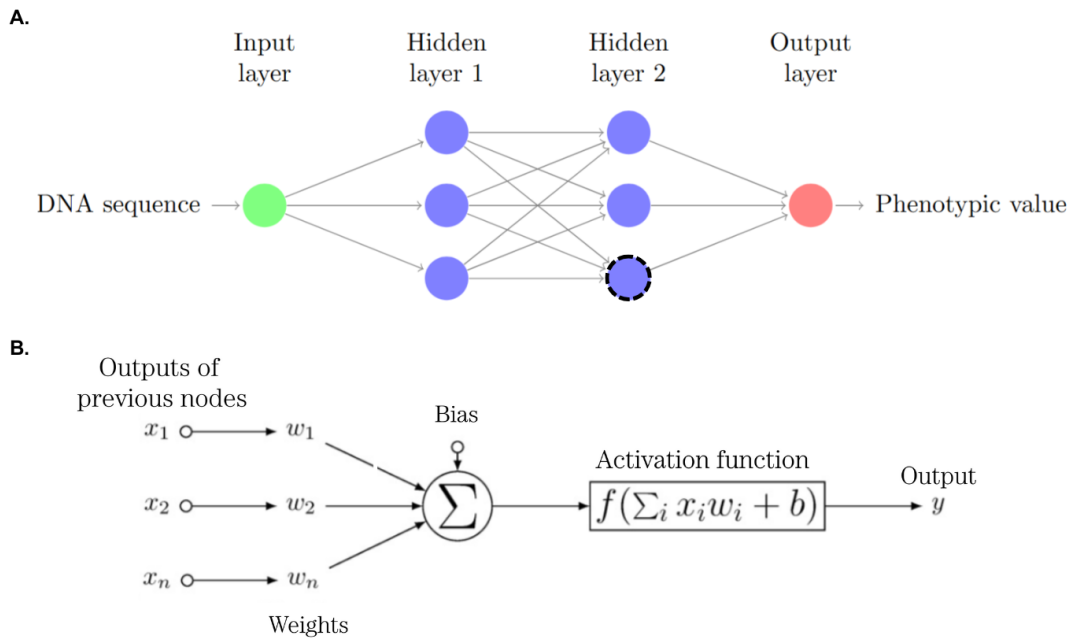 A.
Input
layer
Hidden
layer 1
Hidden
layer 2
Output
layer
DNA sequence
Phenotypic value
B.
Outputs of
previous nodes
Bias
x₁
w₁
Activation function
Output
x₂
w₂
Σ
f(∑ᵢ xᵢwᵢ + b)
y
xₙ
wₙ
Weights